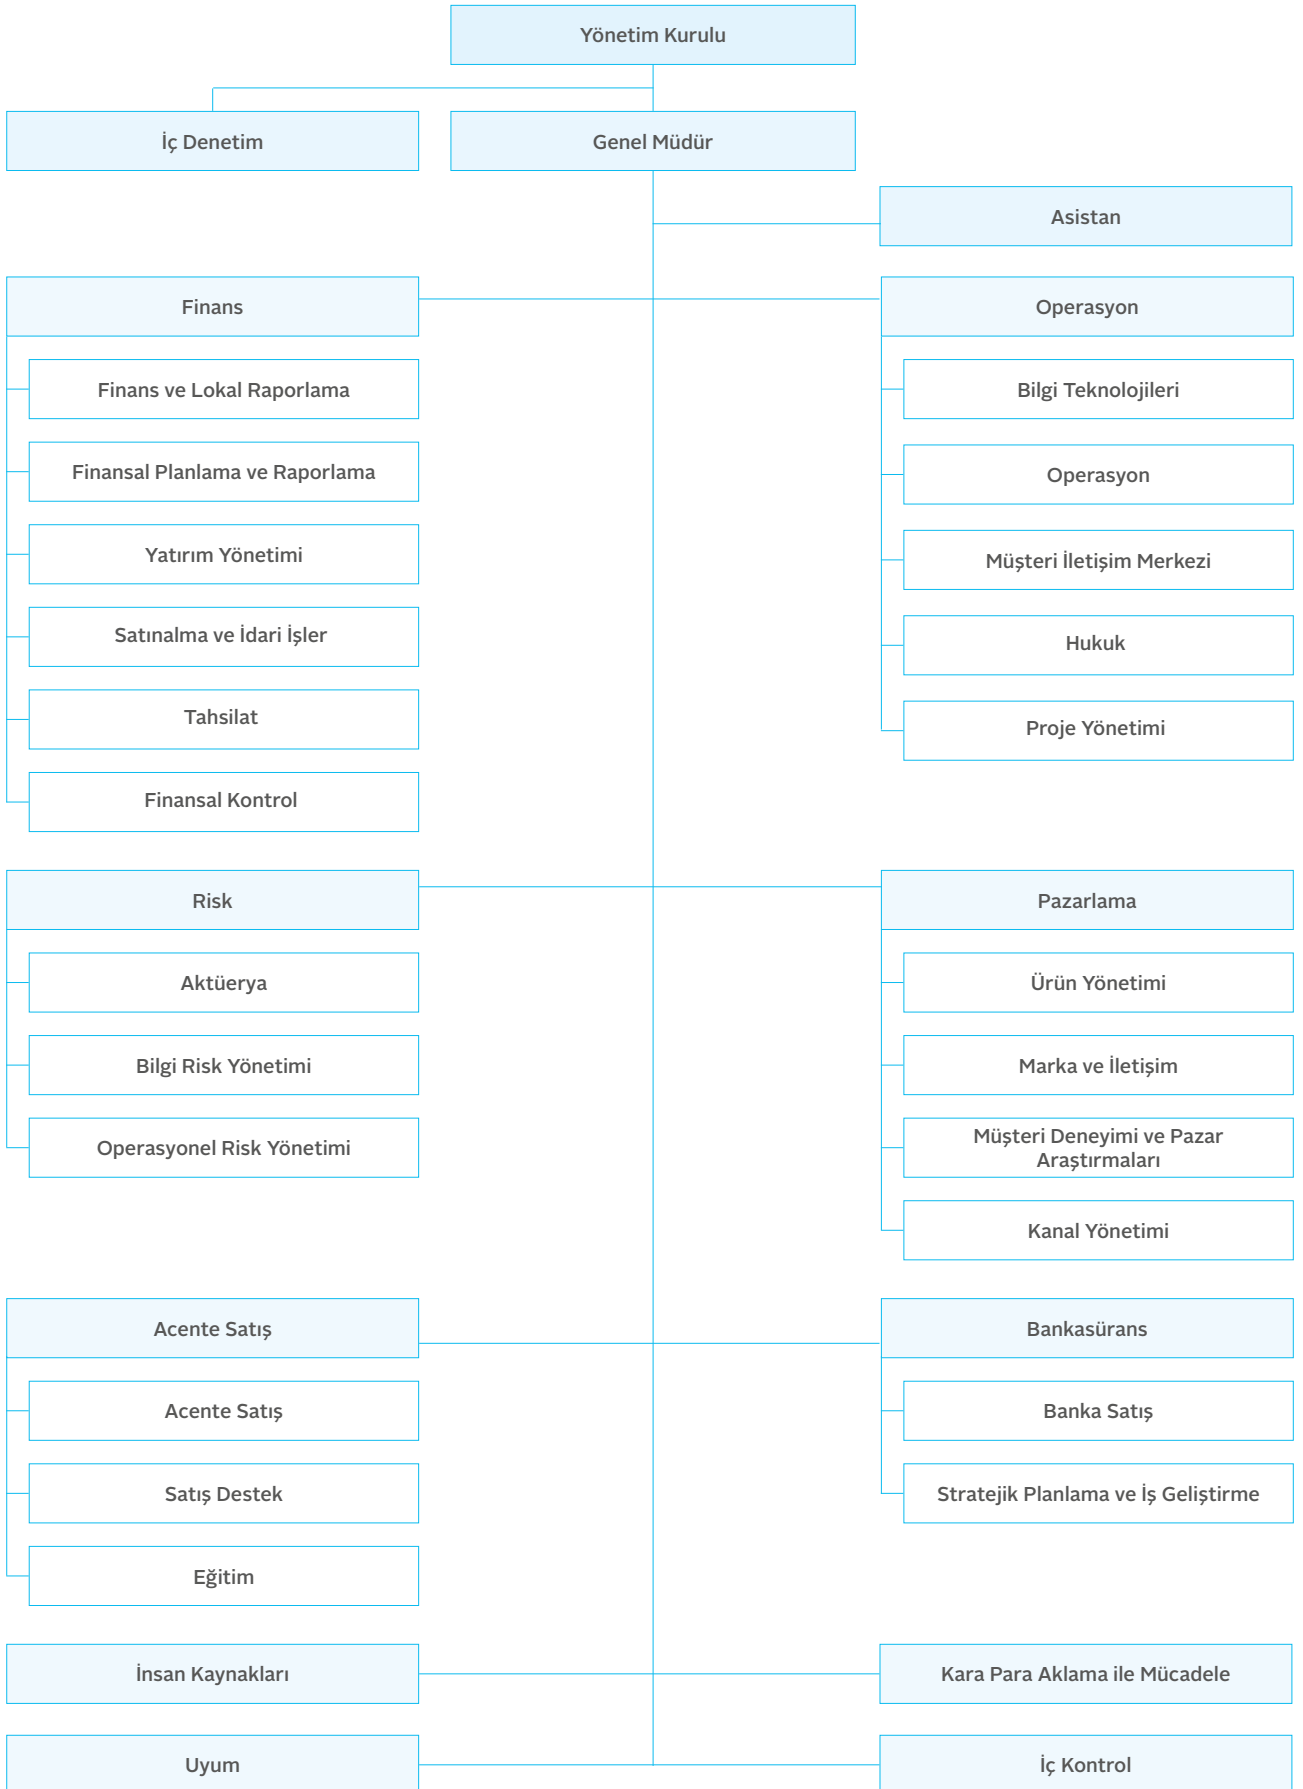 Yönetim Kurulu
İç Denetim
Genel Müdür
Asistan
Finans
Finans ve Lokal Raporlama
Finansal Planlama ve Raporlama
Yatırım Yönetimi
Satınalma ve İdari İşler
Tahsilat
Finansal Kontrol
Operasyon
Bilgi Teknolojileri
Operasyon
Müşteri İletişim Merkezi
Hukuk
Proje Yönetimi
Risk
Aktüerya
Bilgi Risk Yönetimi
Operasyonel Risk Yönetimi
Pazarlama
Ürün Yönetimi
Marka ve İletişim
Müşteri Deneyimi ve Pazar
Araştırmaları
Kanal Yönetimi
Acente Satış
Acente Satış
Satış Destek
Eğitim
Bankasürans
Banka Satış
Stratejik Planlama ve İş Geliştirme
İnsan Kaynakları
Kara Para Aklama ile Mücadele
Uyum
İç Kontrol